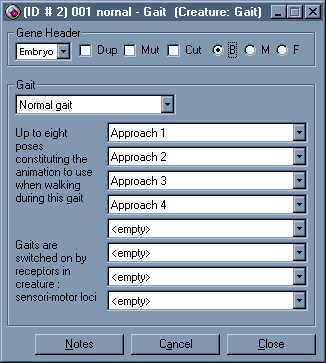 (ID # 2) 001 nornal - Gait (Creature: Gait)
Gene Header
Embryo Dup Mut Cut B M F
Gait
Normal gait
Up to eight
poses
constituting the
animation to use
when walking
during this gait
Approach 1
Approach 2
Approach 3
Approach 4
<empty>
Gaits are
switched on by
receptors in
creature :
sensori-motor loci
<empty>
<empty>
<empty>
Notes Cancel Close